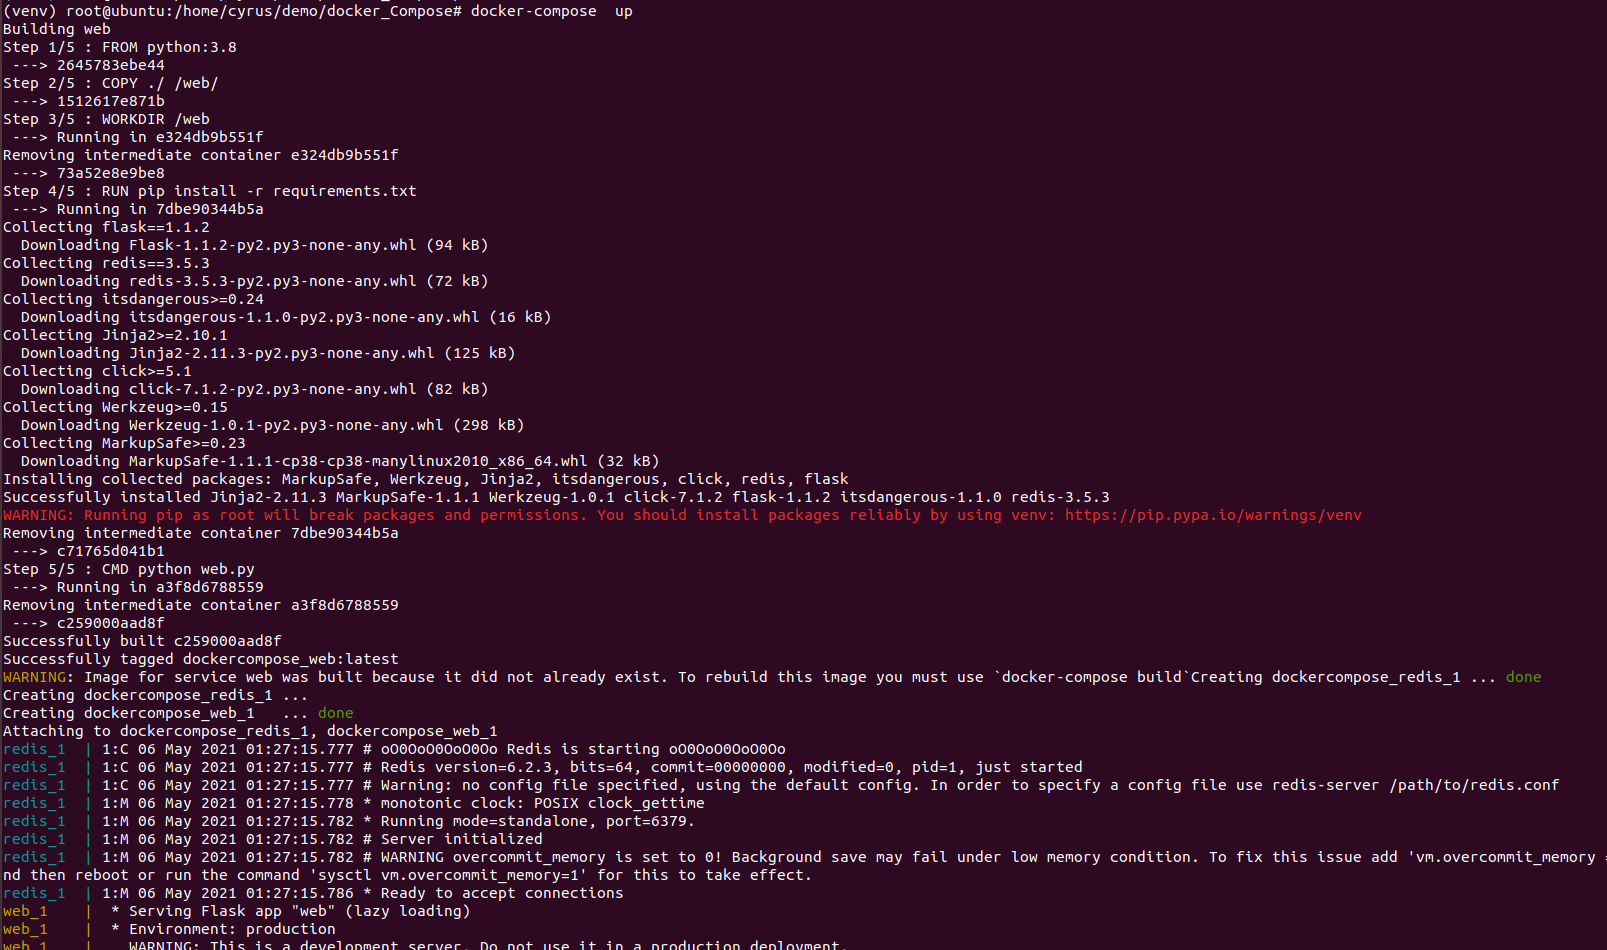 (venv) root@ubuntu:/home/cyrus/demo/docker_Compose# docker-compose  up
Building web
Step 1/5 : FROM python:3.8
 ---> 2645783ebe44
Step 2/5 : COPY ./ /web/
 ---> 1512617e871b
Step 3/5 : WORKDIR /web
 ---> Running in e324db9b551f
Removing intermediate container e324db9b551f
 ---> 73a52e8e9be8
Step 4/5 : RUN pip install -r requirements.txt
 ---> Running in 7dbe90344b5a
Collecting flask==1.1.2
  Downloading Flask-1.1.2-py2.py3-none-any.whl (94 kB)
Collecting redis==3.5.3
  Downloading redis-3.5.3-py2.py3-none-any.whl (72 kB)
Collecting itsdangerous>=0.24
  Downloading itsdangerous-1.1.0-py2.py3-none-any.whl (16 kB)
Collecting Jinja2>=2.10.1
  Downloading Jinja2-2.11.3-py2.py3-none-any.whl (125 kB)
Collecting click>=5.1
  Downloading click-7.1.2-py2.py3-none-any.whl (82 kB)
Collecting Werkzeug>=0.15
  Downloading Werkzeug-1.0.1-py2.py3-none-any.whl (298 kB)
Collecting MarkupSafe>=0.23
  Downloading MarkupSafe-1.1.1-cp38-cp38-manylinux2010_x86_64.whl (32 kB)
Installing collected packages: MarkupSafe, Werkzeug, Jinja2, itsdangerous, click, redis, flask
Successfully installed Jinja2-2.11.3 MarkupSafe-1.1.1 Werkzeug-1.0.1 click-7.1.2 flask-1.1.2 itsdangerous-1.1.0 redis-3.5.3
WARNING: Running pip as root will break packages and permissions. You should install packages reliably by using venv: https://pip.pypa.io/warnings/venv
Removing intermediate container 7dbe90344b5a
 ---> c71765d041b1
Step 5/5 : CMD python web.py
 ---> Running in a3f8d6788559
Removing intermediate container a3f8d6788559
 ---> c259000aad8f
Successfully built c259000aad8f
Successfully tagged dockercompose_web:latest
WARNING: Image for service web was built because it did not already exist. To rebuild this image you must use `docker-compose build`Creating dockercompose_redis_1 ... done
Creating dockercompose_redis_1 ...
Creating dockercompose_web_1   ... done
Attaching to dockercompose_redis_1, dockercompose_web_1
redis_1  | 1:C 06 May 2021 01:27:15.777 # oO0OoO0OoO0Oo Redis is starting oO0OoO0OoO0Oo
redis_1  | 1:C 06 May 2021 01:27:15.777 # Redis version=6.2.3, bits=64, commit=00000000, modified=0, pid=1, just started
redis_1  | 1:C 06 May 2021 01:27:15.777 # Warning: no config file specified, using the default config. In order to specify a config file use redis-server /path/to/redis.conf
redis_1  | 1:M 06 May 2021 01:27:15.778 * monotonic clock: POSIX clock_gettime
redis_1  | 1:M 06 May 2021 01:27:15.782 * Running mode=standalone, port=6379.
redis_1  | 1:M 06 May 2021 01:27:15.782 # Server initialized
redis_1  | 1:M 06 May 2021 01:27:15.782 # WARNING overcommit_memory is set to 0! Background save may fail under low memory condition. To fix this issue add 'vm.overcommit_memory
nd then reboot or run the command 'sysctl vm.overcommit_memory=1' for this to take effect.
redis_1  | 1:M 06 May 2021 01:27:15.786 * Ready to accept connections
web_1    |  * Serving Flask app "web" (lazy loading)
web_1    |  * Environment: production
web_1    |    WARNING: This is a development server. Do not use it in a production deployment.